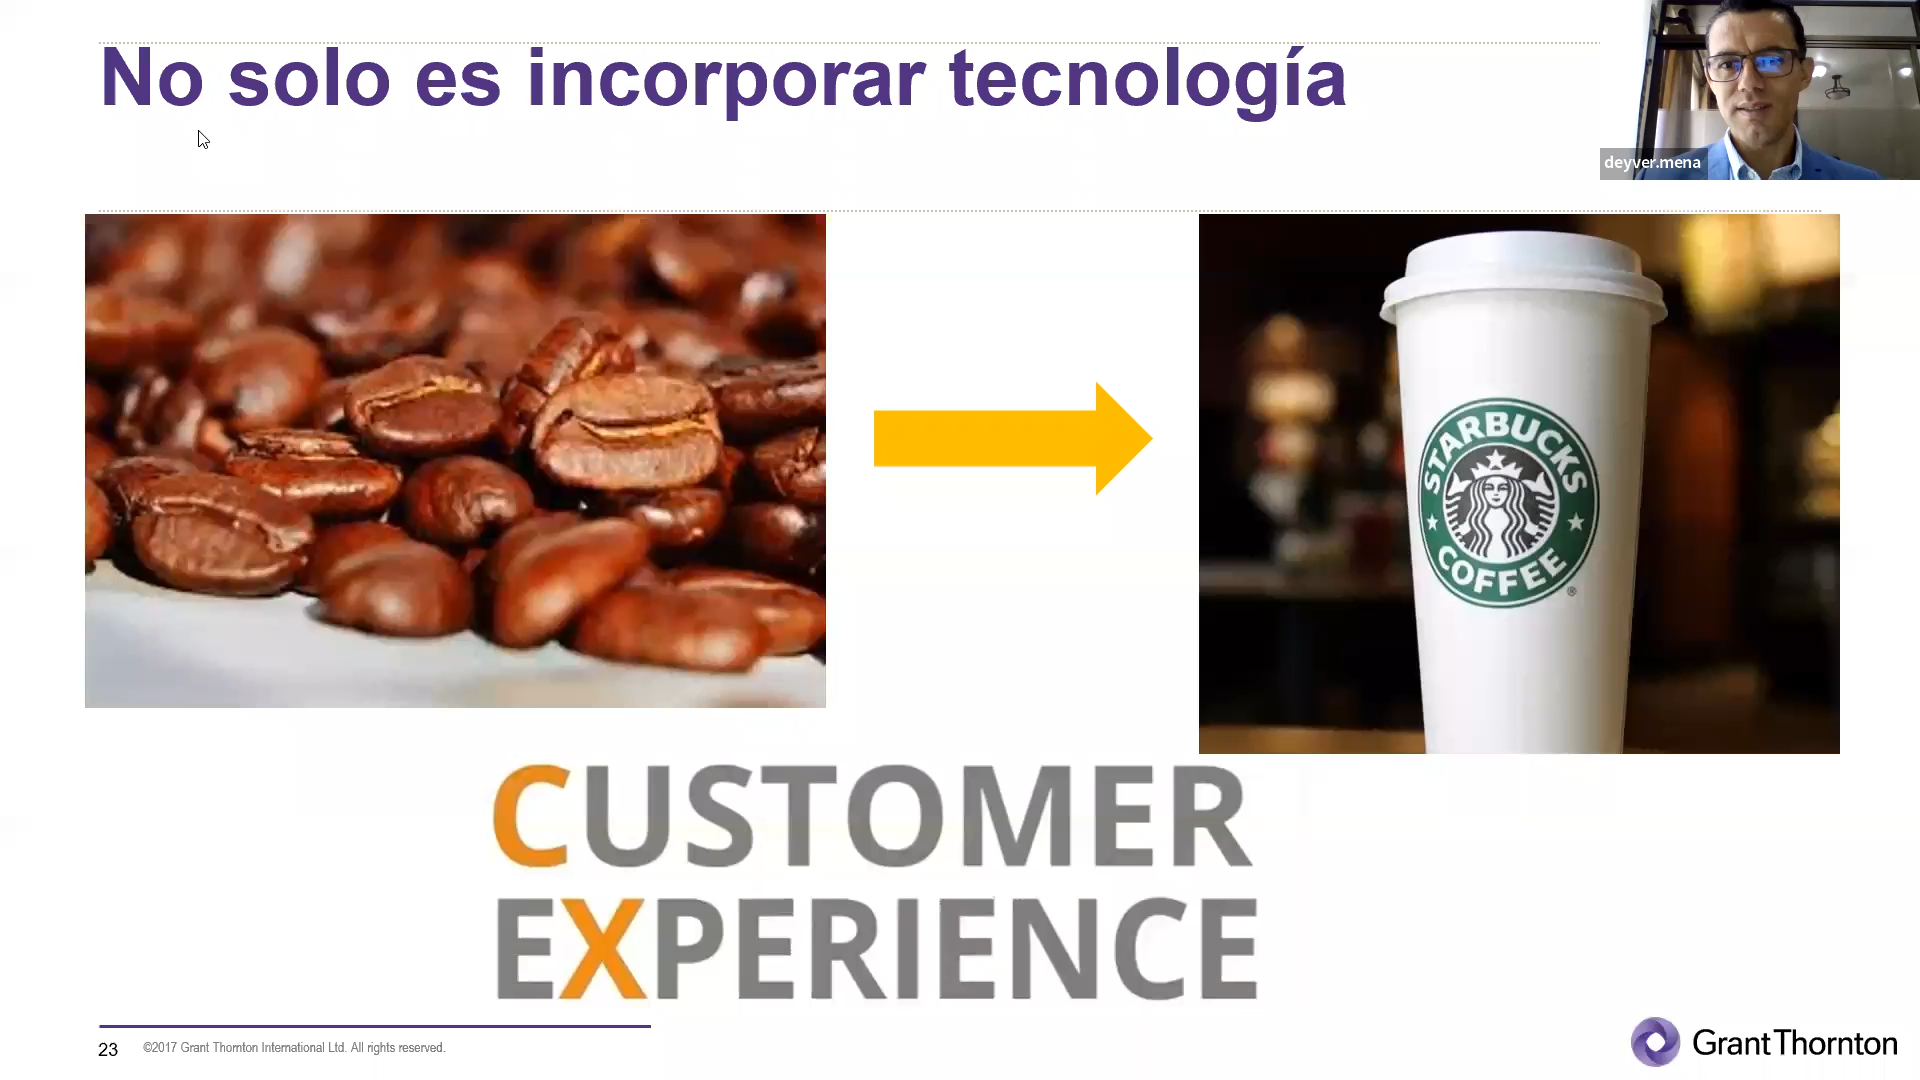 No solo es incorporar tecnología
deyver.mena
STARBUCKS
COFFEE
®
CUSTOMER
EXPERIENCE
23
©2017 Grant Thornton International Ltd. All rights reserved.
GrantThornton